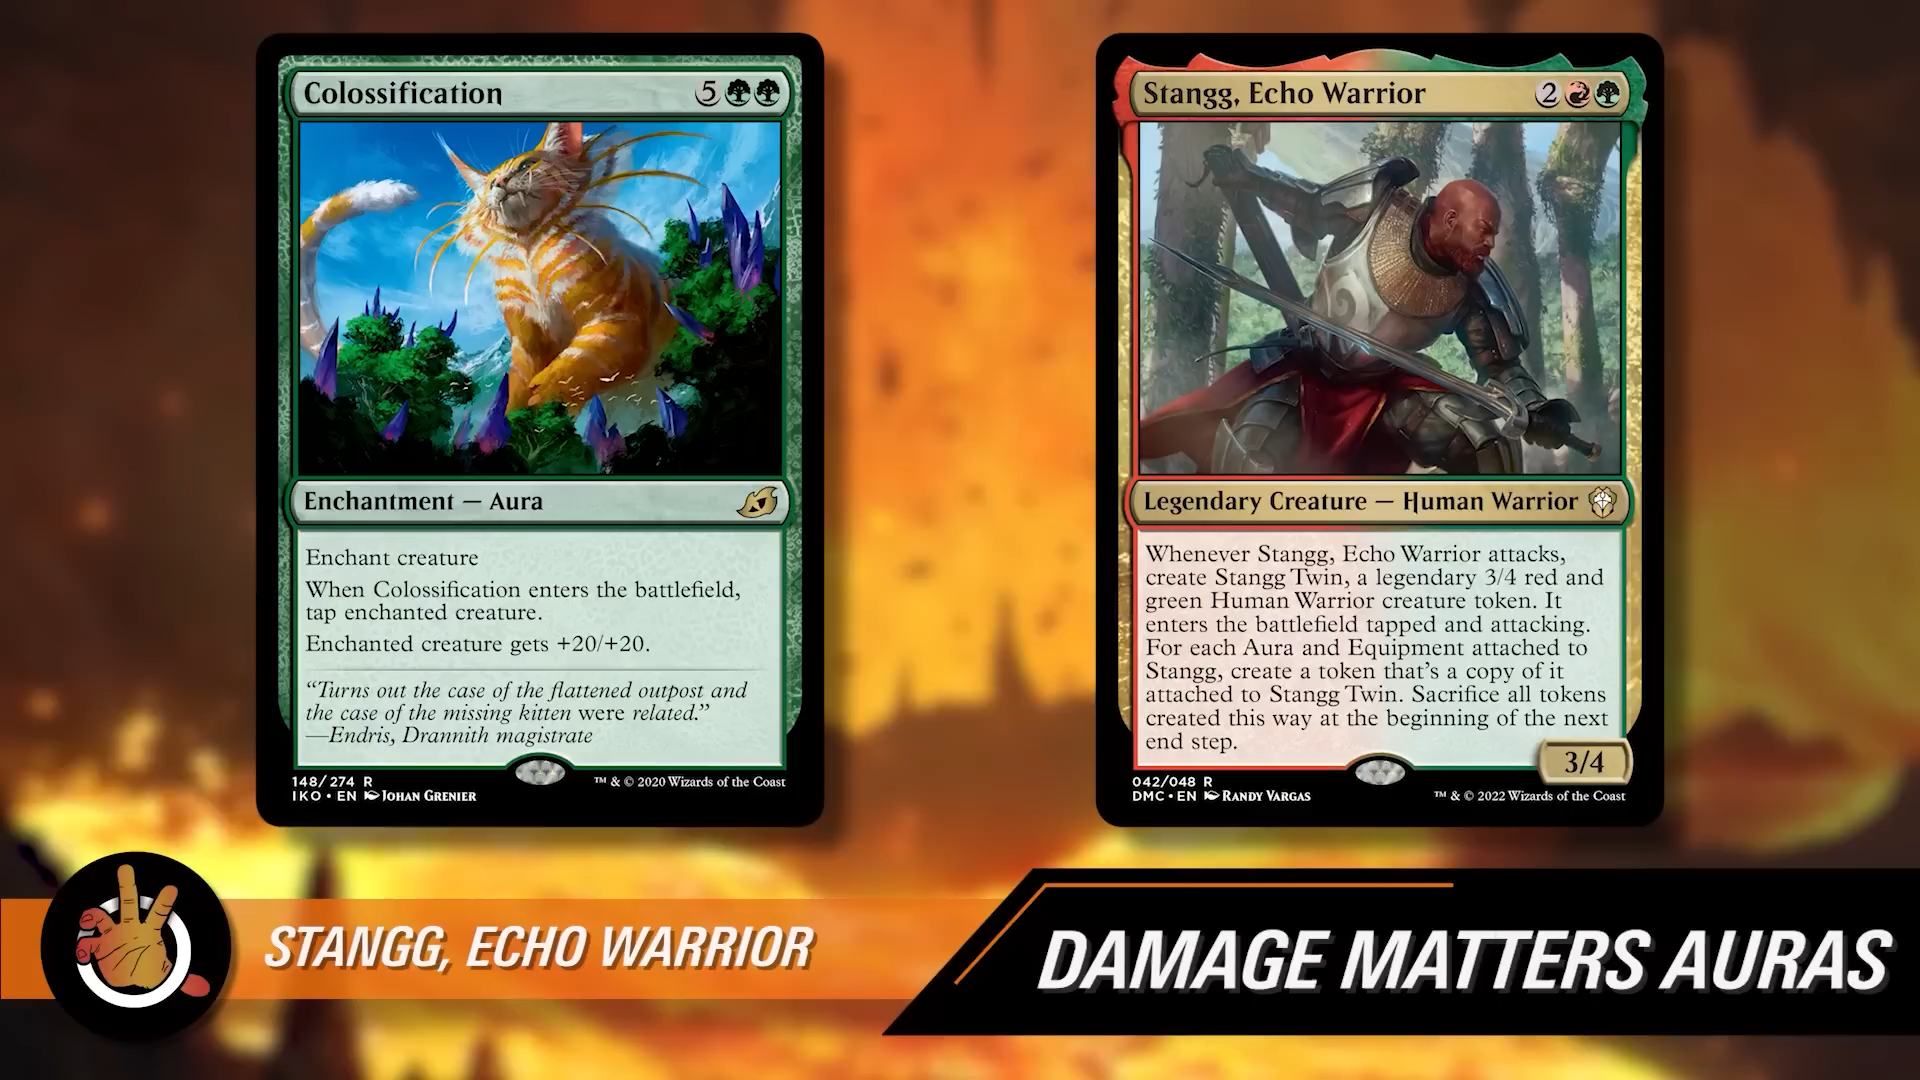 Colossification
5
Enchantment — Aura
Enchant creature
When Colossification enters the battlefield,
tap enchanted creature.
Enchanted creature gets +20/+20.
“Turns out the case of the flattened outpost and
the case of the missing kitten were related.”
—Endris, Drannith magistrate
148/274 R
IKO • EN Johan Grenier
™ & © 2020 Wizards of the Coast
Stangg, Echo Warrior
2
Legendary Creature — Human Warrior
Whenever Stangg, Echo Warrior attacks,
create Stangg Twin, a legendary 3/4 red and
green Human Warrior creature token. It
enters the battlefield tapped and attacking.
For each Aura and Equipment attached to
Stangg, create a token that’s a copy of it
attached to Stangg Twin. Sacrifice all tokens
created this way at the beginning of the next
end step.
3/4
042/048 R
DMC • EN Randy Vargas
™ & © 2022 Wizards of the Coast
STANGG, ECHO WARRIOR
DAMAGE MATTERS AURAS